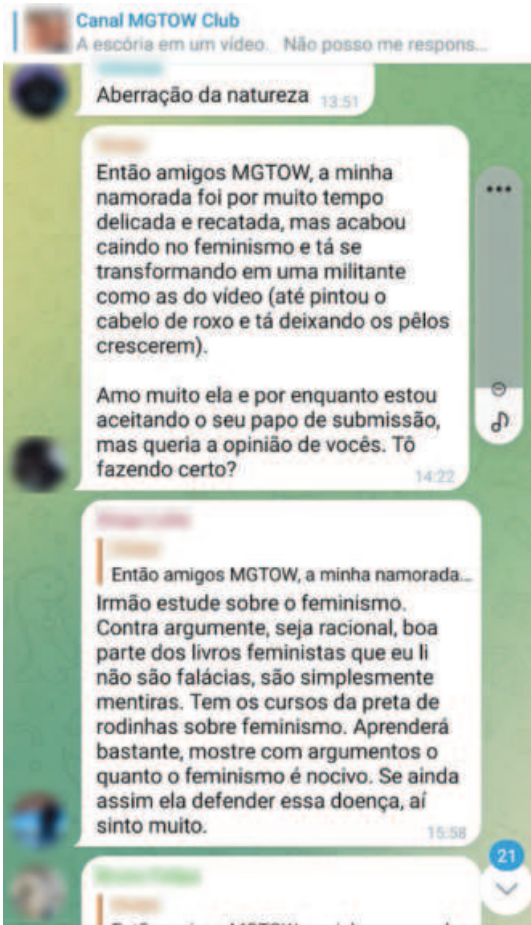 Canal MGTOW Club
A escória em um vídeo. Não posso me respons...
Aberração da natureza 13:51
Então amigos MGTOW, a minha
namorada foi por muito tempo
delicada e recatada, mas acabou
caindo no feminismo e tá se
transformando em uma militante
como as do vídeo (até pintou o
cabelo de roxo e tá deixando os pêlos
crescerem).
Amo muito ela e por enquanto estou
aceitando o seu papo de submissão,
mas queria a opinião de vocês. Tô
fazendo certo?
14:22
Então amigos MGTOW, a minha namorada...
Irmão estude sobre o feminismo.
Contra argumente, seja racional, boa
parte dos livros feministas que eu li
não são falácias, são simplesmente
mentiras. Tem os cursos da preta de
rodinhas sobre feminismo. Aprenderá
bastante, mostre com argumentos o
quanto o feminismo é nocivo. Se ainda
assim ela defender essa doença, aí
sinto muito.
15:58
21